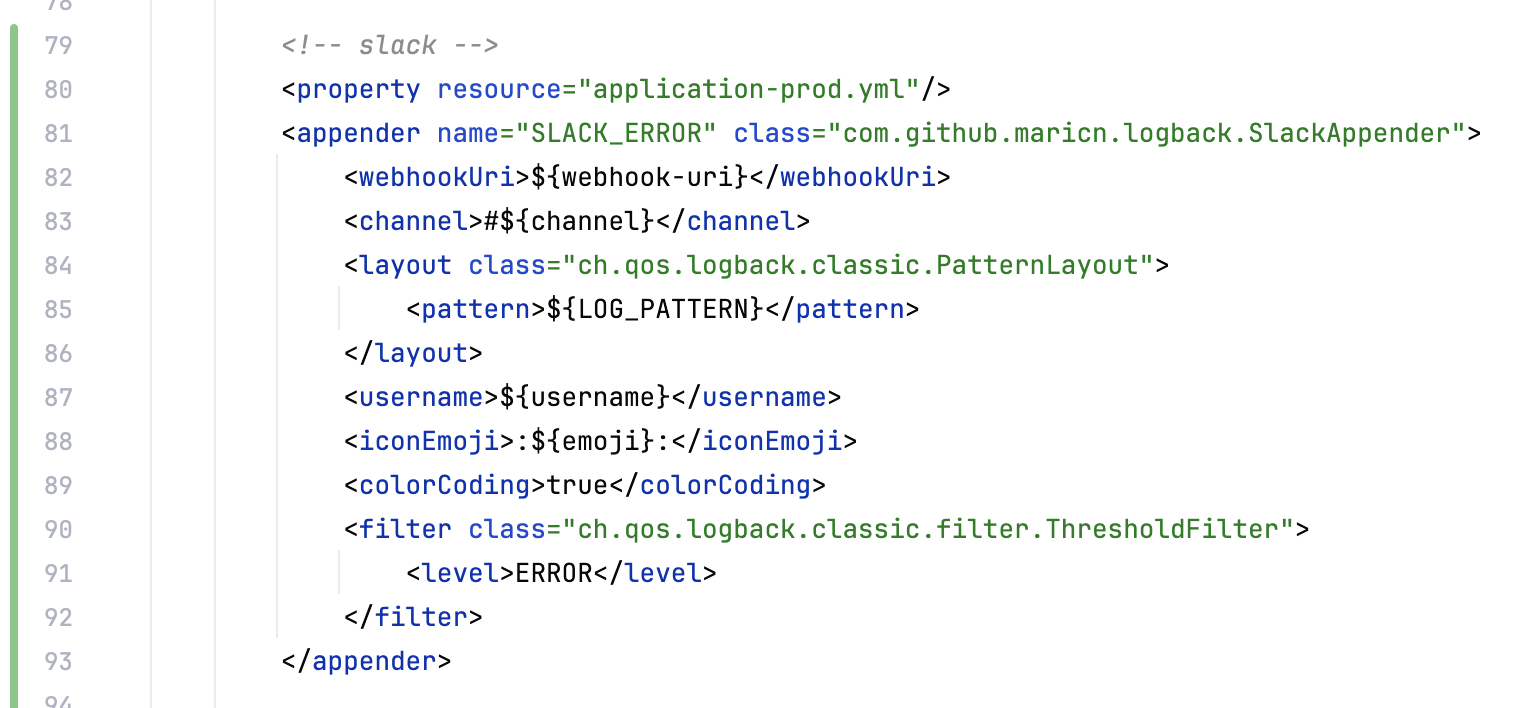 78
79 <!-- slack -->
80 <property resource="application-prod.yml"/>
81 <appender name="SLACK_ERROR" class="com.github.maricn.logback.SlackAppender">
82 <webhookUri>${webhook-uri}</webhookUri>
83 <channel>#${channel}</channel>
84 <layout class="ch.qos.logback.classic.PatternLayout">
85 <pattern>${LOG_PATTERN}</pattern>
86 </layout>
87 <username>${username}</username>
88 <iconEmoji>:${emoji}:</iconEmoji>
89 <colorCoding>true</colorCoding>
90 <filter class="ch.qos.logback.classic.filter.ThresholdFilter">
91 <level>ERROR</level>
92 </filter>
93 </appender>
94